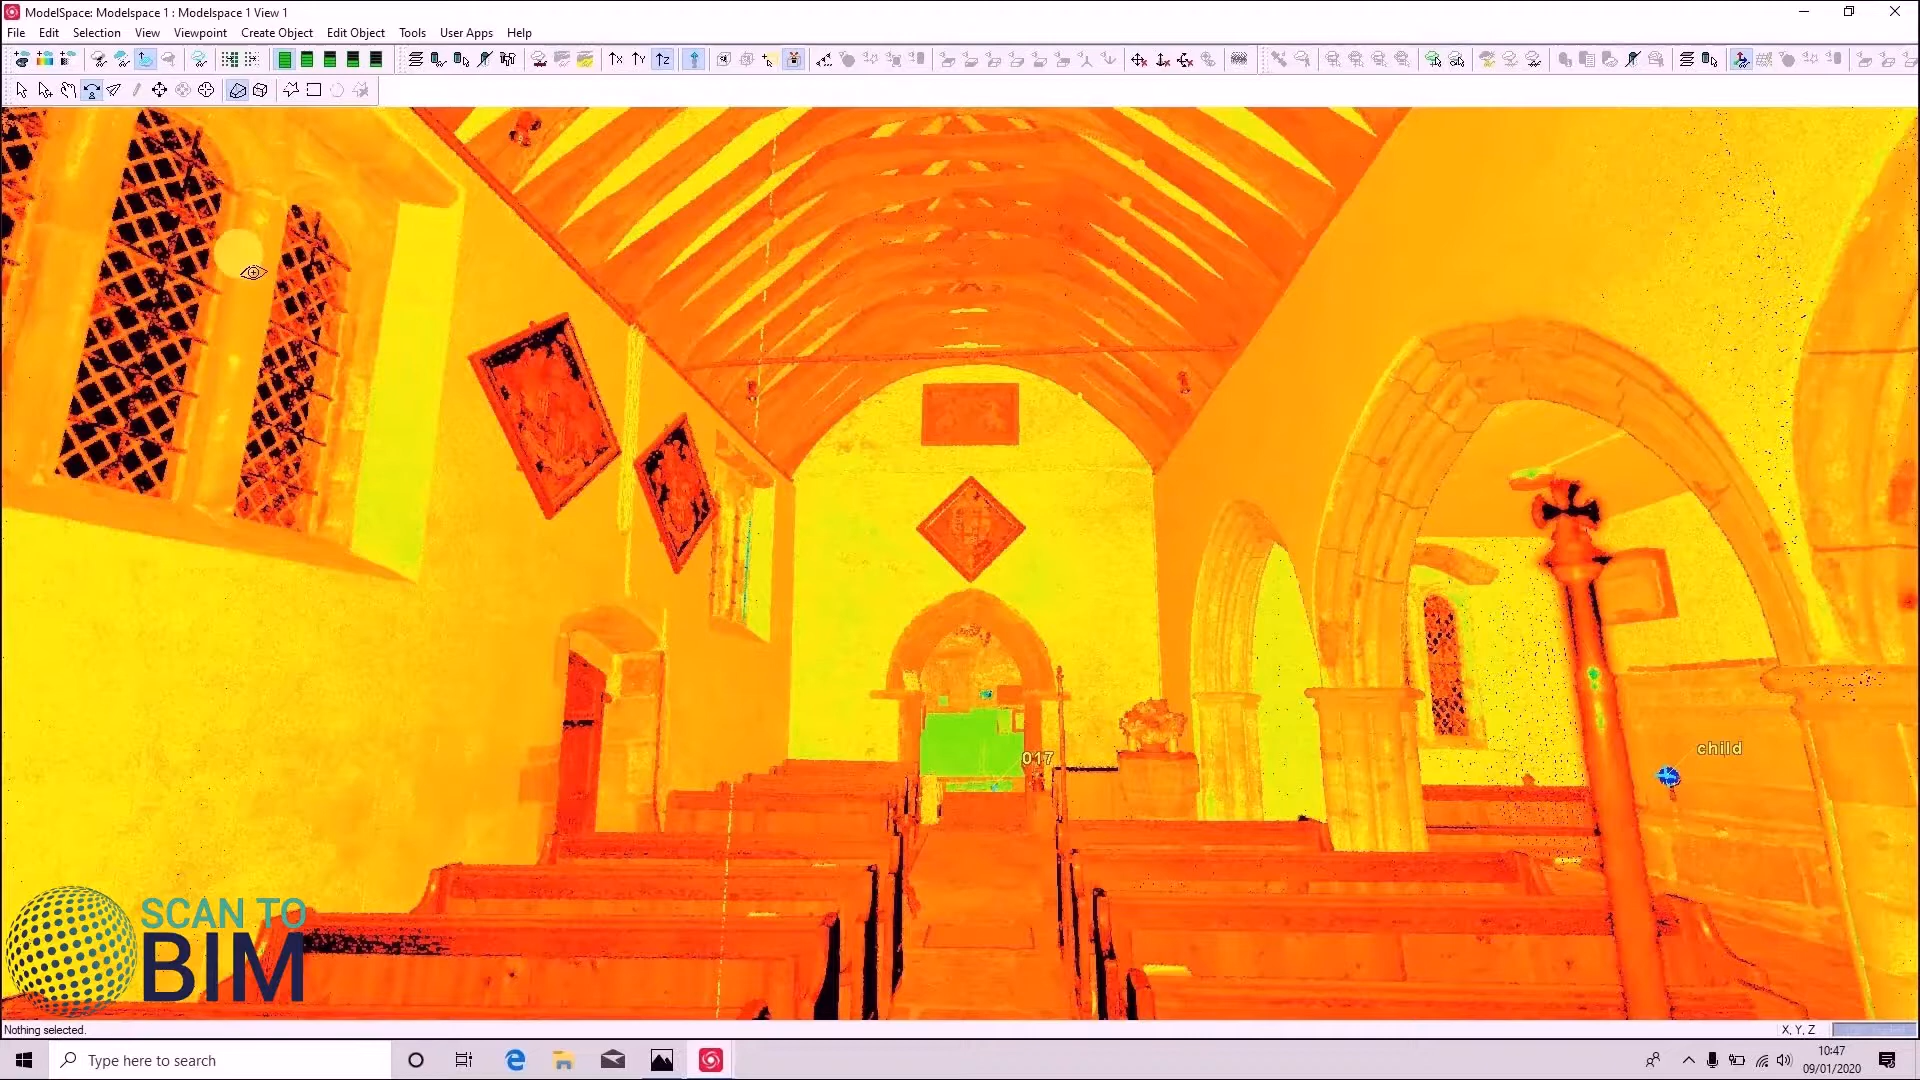 ModelSpace: Modelspace 1 : Modelspace 1 View 1
File Edit Selection View Viewpoint Create Object Edit Object Tools User Apps Help
017
child
SCAN TO
BIM
Nothing selected.
X, Y, Z
Type here to search
10:47
09/01/2020